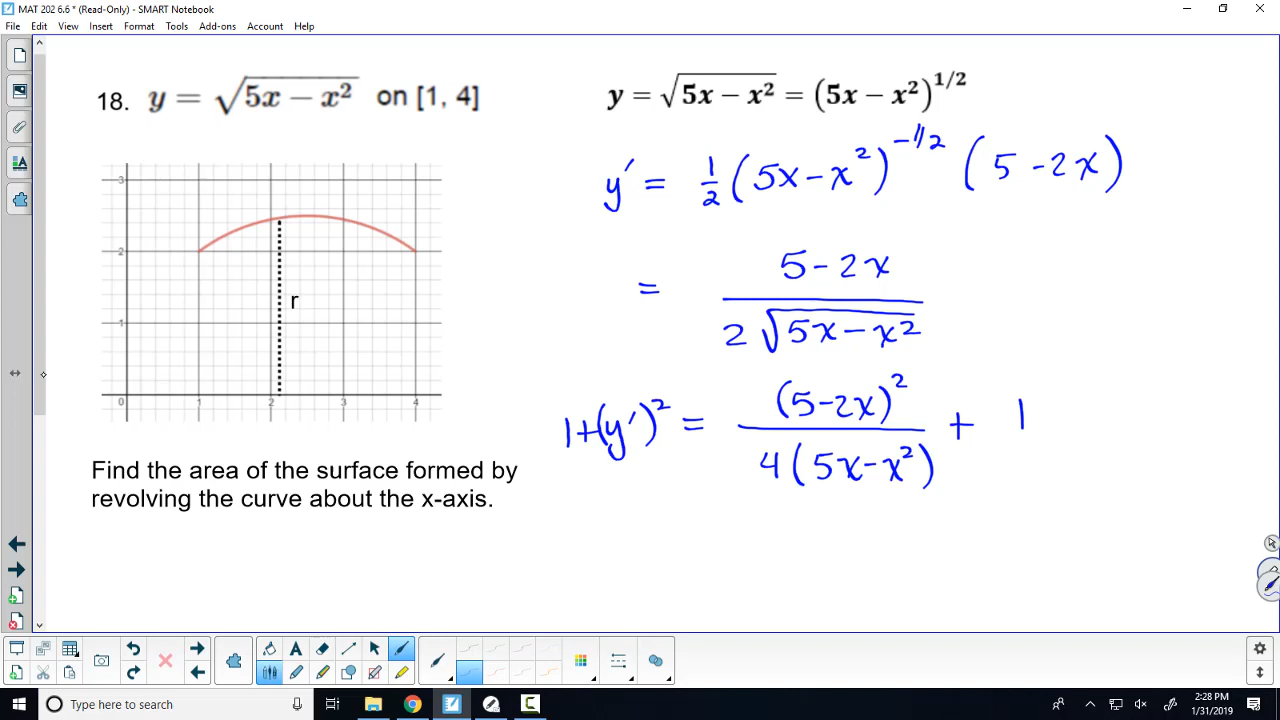 MAT 202 6.6 * (Read-Only) - SMART Notebook
File Edit View Insert Format Tools Add-ons Account Help
18. y = √(5x − x²) on [1, 4]
y = √(5x − x²) = (5x − x²)^{1/2}
y′ = 1/2 (5x − x²)^{−1/2} (5 − 2x)
= (5 − 2x) / (2√(5x − x²))
1+(y′)² = (5−2x)² / (4(5x−x²)) + 1
3
2
1
r
0 1 2 3 4
Find the area of the surface formed by
revolving the curve about the x-axis.
Type here to search
2:28 PM
1/31/2019